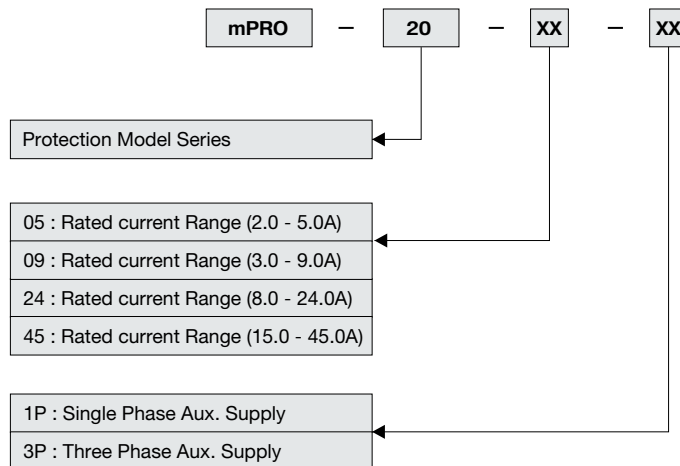 mPRO – 20 – XX – XX
Protection Model Series
05 : Rated current Range (2.0 - 5.0A)
09 : Rated current Range (3.0 - 9.0A)
24 : Rated current Range (8.0 - 24.0A)
45 : Rated current Range (15.0 - 45.0A)
1P : Single Phase Aux. Supply
3P : Three Phase Aux. Supply